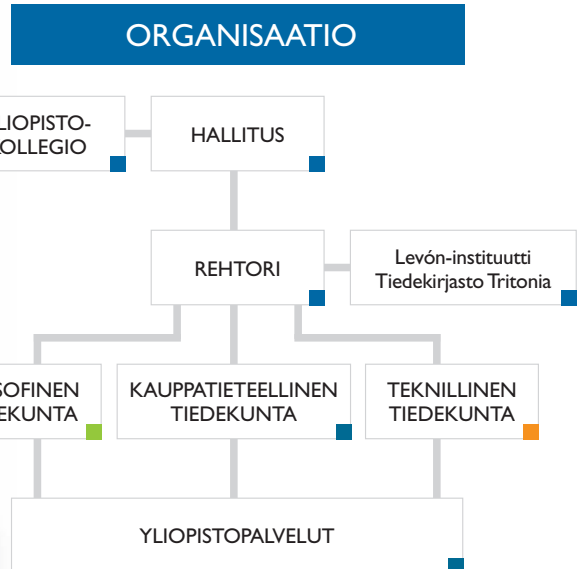 ORGANISAATIO
LIOPISTO-
OLLEGIO
HALLITUS
REHTORI
Levón-instituutti
Tiedekirjasto Tritonia
SOFINEN
EKUNTA
KAUPPATIETEELLINEN
TIEDEKUNTA
TEKNILLINEN
TIEDEKUNTA
YLIOPISTOPALVELUT